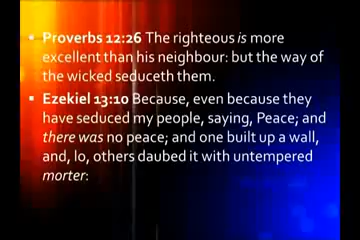 • Proverbs 12:26 The righteous is more
excellent than his neighbour: but the way of
the wicked seduceth them.
• Ezekiel 13:10 Because, even because they
have seduced my people, saying, Peace; and
there was no peace; and one built up a wall,
and, lo, others daubed it with untempered
morter: